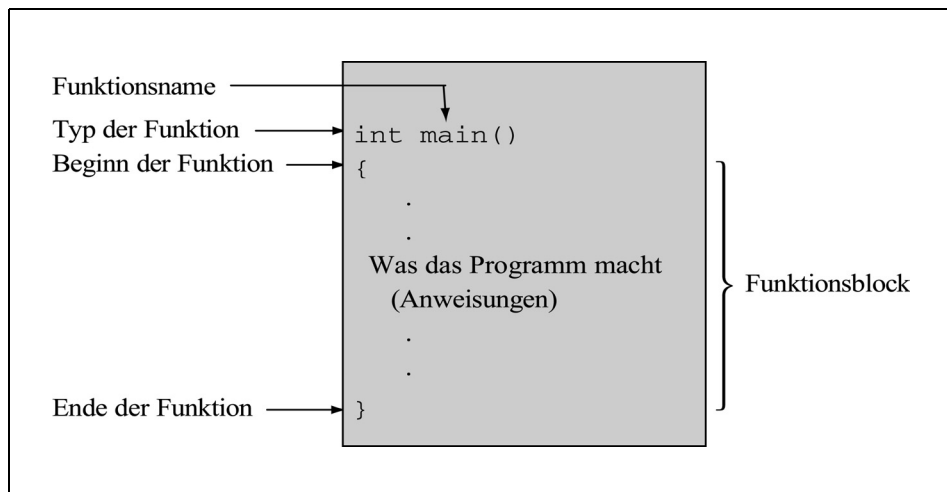 Funktionsname
Typ der Funktion
int main()
Beginn der Funktion
{
.
.
Was das Programm macht
(Anweisungen)
Funktionsblock
.
.
Ende der Funktion
}